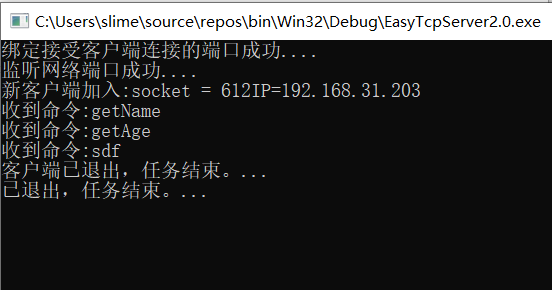 C:\Users\slime\source\repos\bin\Win32\Debug\EasyTcpServer2.0.exe
绑定接受客户端连接的端口成功....
监听网络端口成功....
新客户端加入:socket = 612IP=192.168.31.203
收到命令:getName
收到命令:getAge
收到命令:sdf
客户端已退出，任务结束。...
已退出，任务结束。...